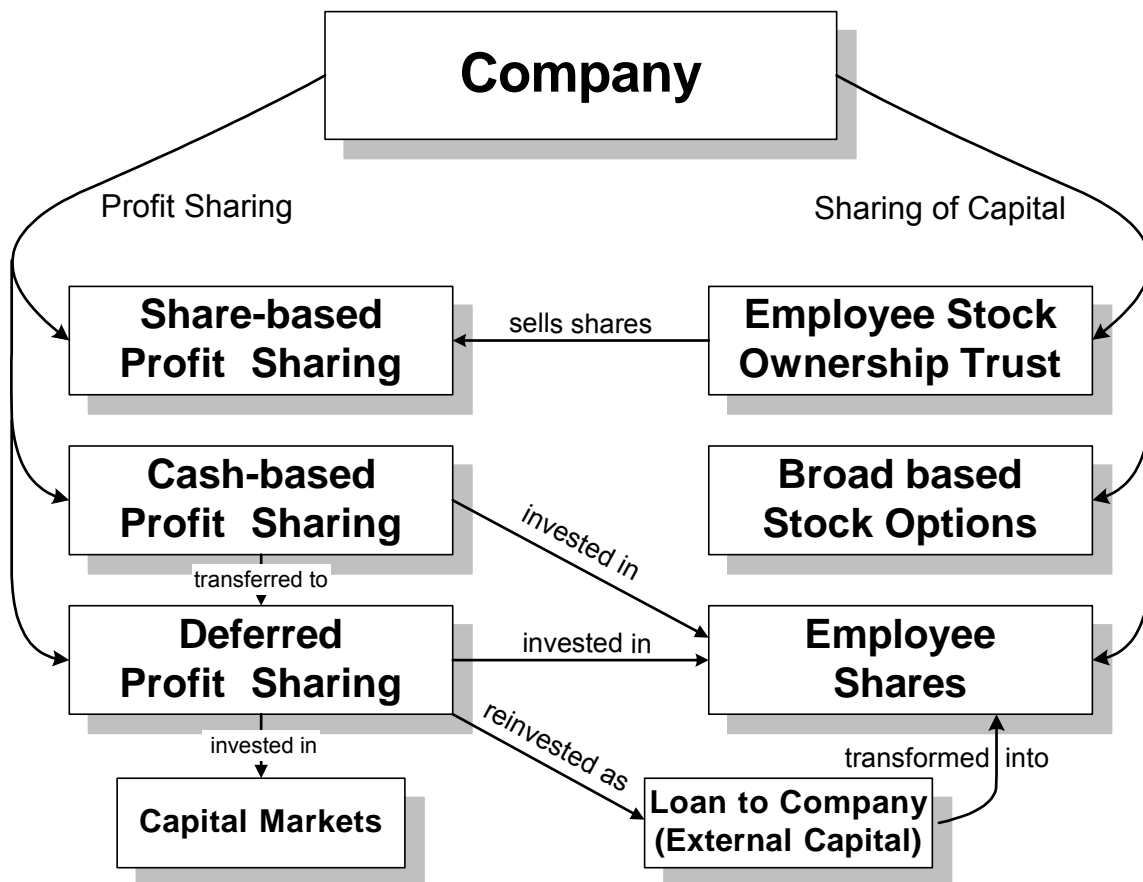 Company
Profit Sharing
Sharing of Capital
Share-based
Profit Sharing
sells shares
Employee Stock
Ownership Trust
Cash-based
Profit Sharing
invested in
Broad based
Stock Options
transferred to
Deferred
Profit Sharing
invested in
Employee
Shares
invested in
reinvested as
transformed into
Capital Markets
Loan to Company
(External Capital)